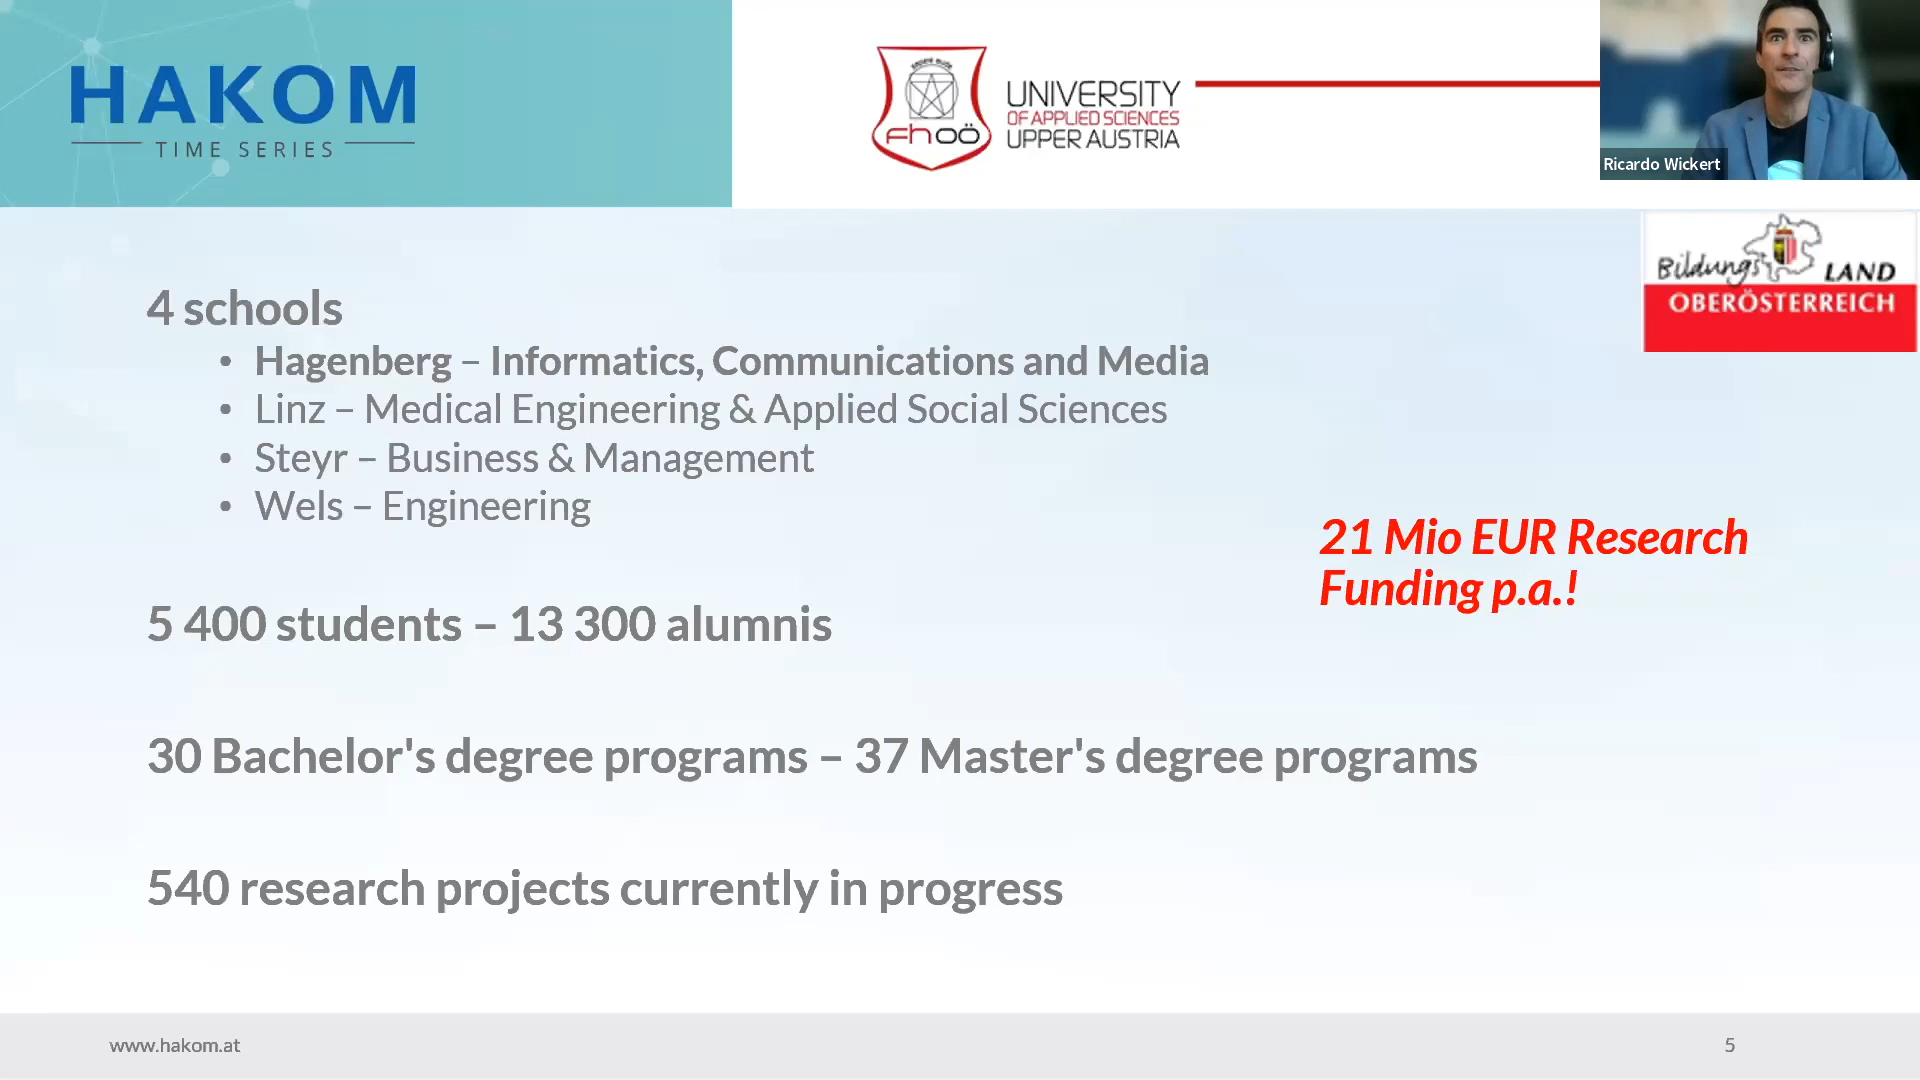 HAKOM
TIME SERIES
fhoö
UNIVERSITY
OF APPLIED SCIENCES
UPPER AUSTRIA
Ricardo Wickert
Bildungs LAND
OBERÖSTERREICH
4 schools
• Hagenberg – Informatics, Communications and Media
• Linz – Medical Engineering & Applied Social Sciences
• Steyr – Business & Management
• Wels – Engineering
21 Mio EUR Research
Funding p.a.!
5 400 students – 13 300 alumnis
30 Bachelor's degree programs – 37 Master's degree programs
540 research projects currently in progress
www.hakom.at
5